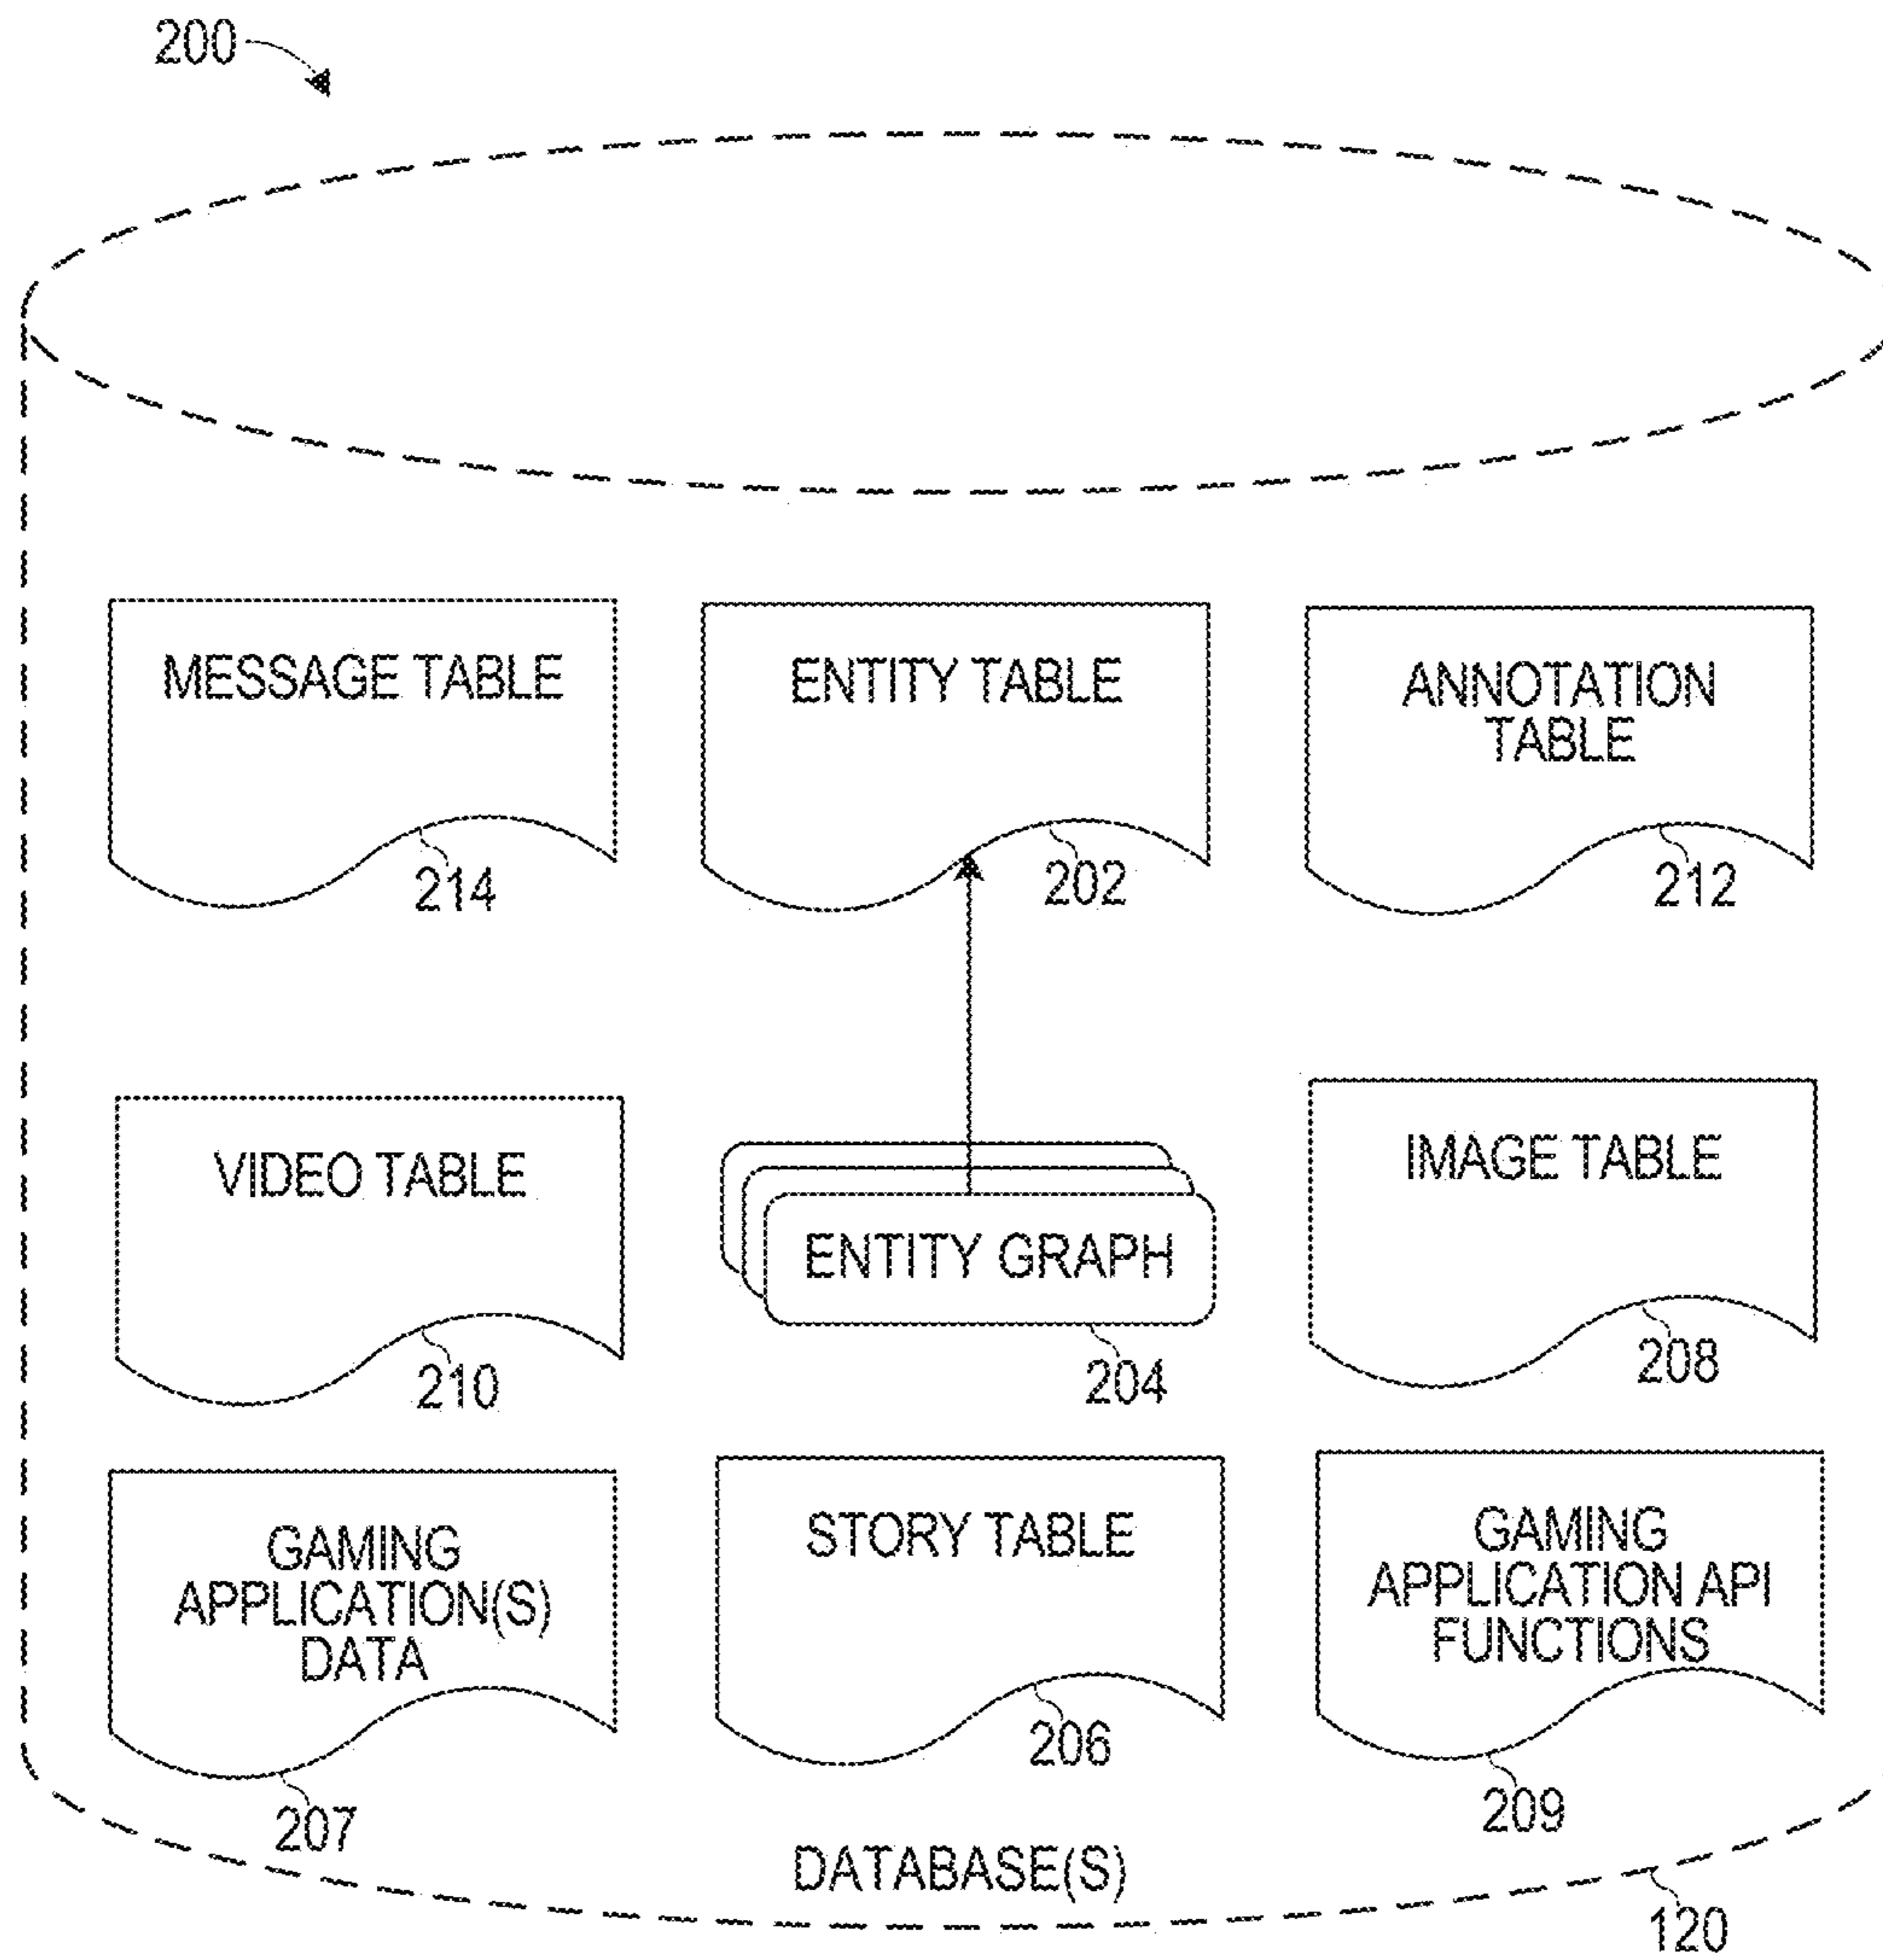 200
MESSAGE TABLE
214
ENTITY TABLE
202
ANNOTATION
TABLE
212
VIDEO TABLE
210
ENTITY GRAPH
204
IMAGE TABLE
208
GAMING
APPLICATION(S)
DATA
207
STORY TABLE
206
GAMING
APPLICATION API
FUNCTIONS
209
DATABASE(S)
120